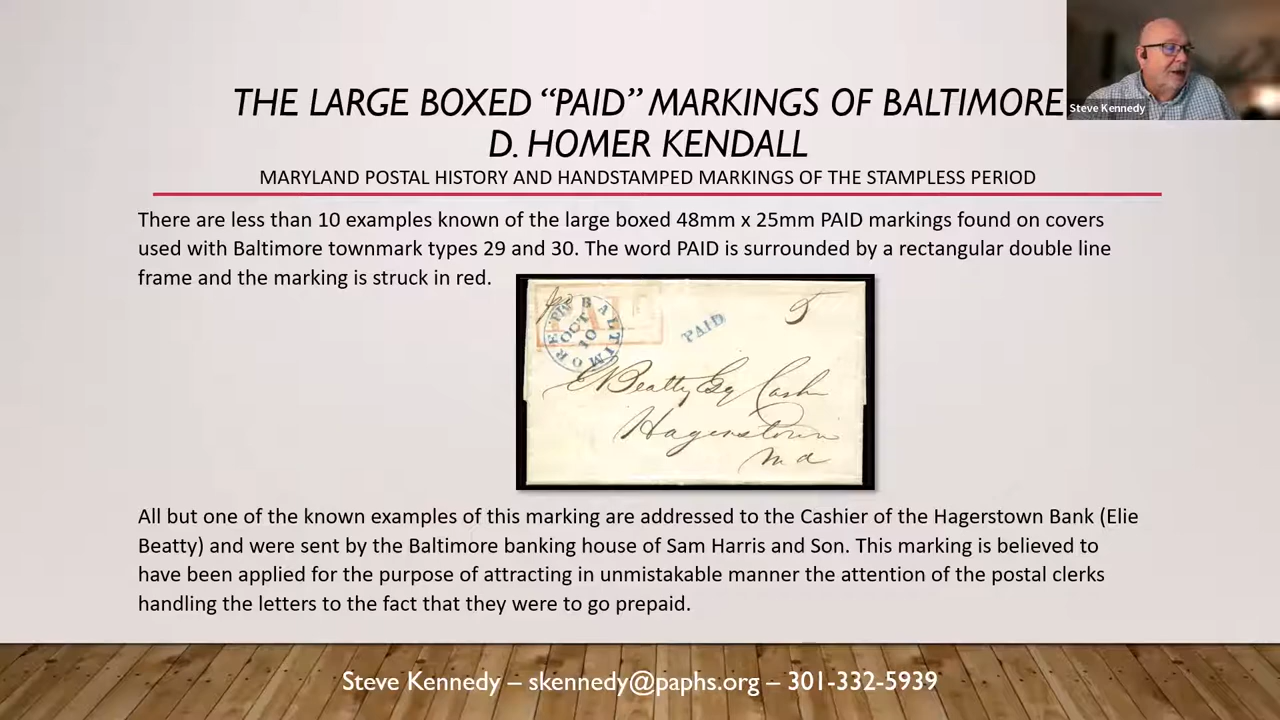 THE LARGE BOXED “PAID” MARKINGS OF BALTIMORE
D. HOMER KENDALL
MARYLAND POSTAL HISTORY AND HANDSTAMPED MARKINGS OF THE STAMPLESS PERIOD
Steve Kennedy
There are less than 10 examples known of the large boxed 48mm x 25mm PAID markings found on covers
used with Baltimore townmark types 29 and 30. The word PAID is surrounded by a rectangular double line
frame and the marking is struck in red.
BALTIMORE
OCT
10
PAID
5
E Beatty Esq Cash
Hagerstown
Md
All but one of the known examples of this marking are addressed to the Cashier of the Hagerstown Bank (Elie
Beatty) and were sent by the Baltimore banking house of Sam Harris and Son. This marking is believed to
have been applied for the purpose of attracting in unmistakable manner the attention of the postal clerks
handling the letters to the fact that they were to go prepaid.
Steve Kennedy – skennedy@paphs.org – 301-332-5939